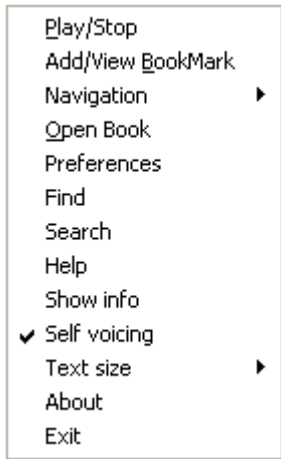 Play/Stop
Add/View BookMark
Navigation
Open Book
Preferences
Find
Search
Help
Show info
Self voicing
Text size
About
Exit